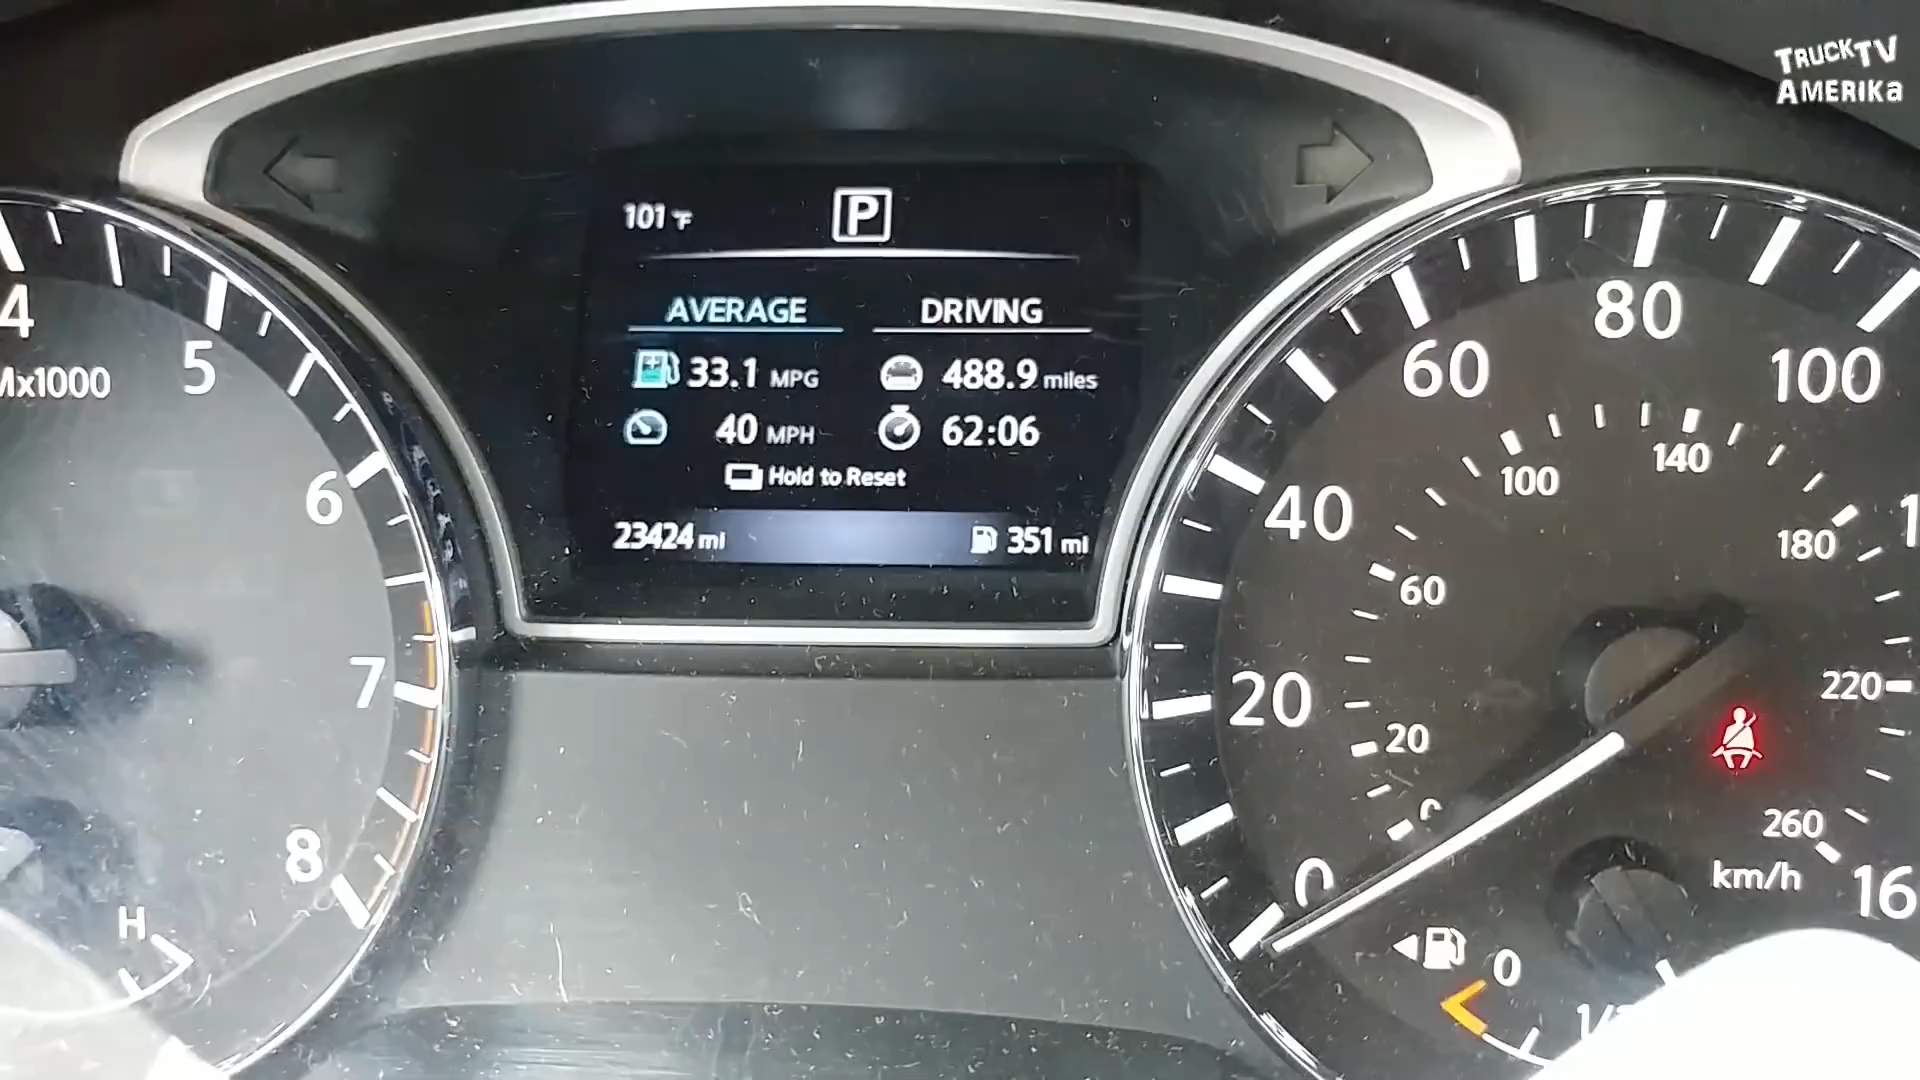 TRUCKTV
AMERIKa
101 °F
P
AVERAGE
DRIVING
33.1 MPG
488.9 miles
40 MPH
62:06
Hold to Reset
23424 mi
351 mi
4
5
6
7
8
x1000
H
0
20
40
60
80
100
16
20
60
100
140
180
220
260
km/h
0